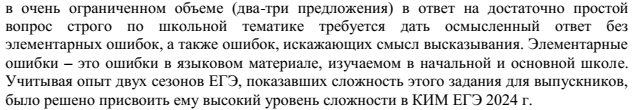 в очень ограниченном объеме (два-три предложения) в ответ на достаточно простой
вопрос строго по школьной тематике требуется дать осмысленный ответ без
элементарных ошибок, а также ошибок, искажающих смысл высказывания. Элементарные
ошибки – это ошибки в языковом материале, изучаемом в начальной и основной школе.
Учитывая опыт двух сезонов ЕГЭ, показавших сложность этого задания для выпускников,
было решено присвоить ему высокий уровень сложности в КИМ ЕГЭ 2024 г.